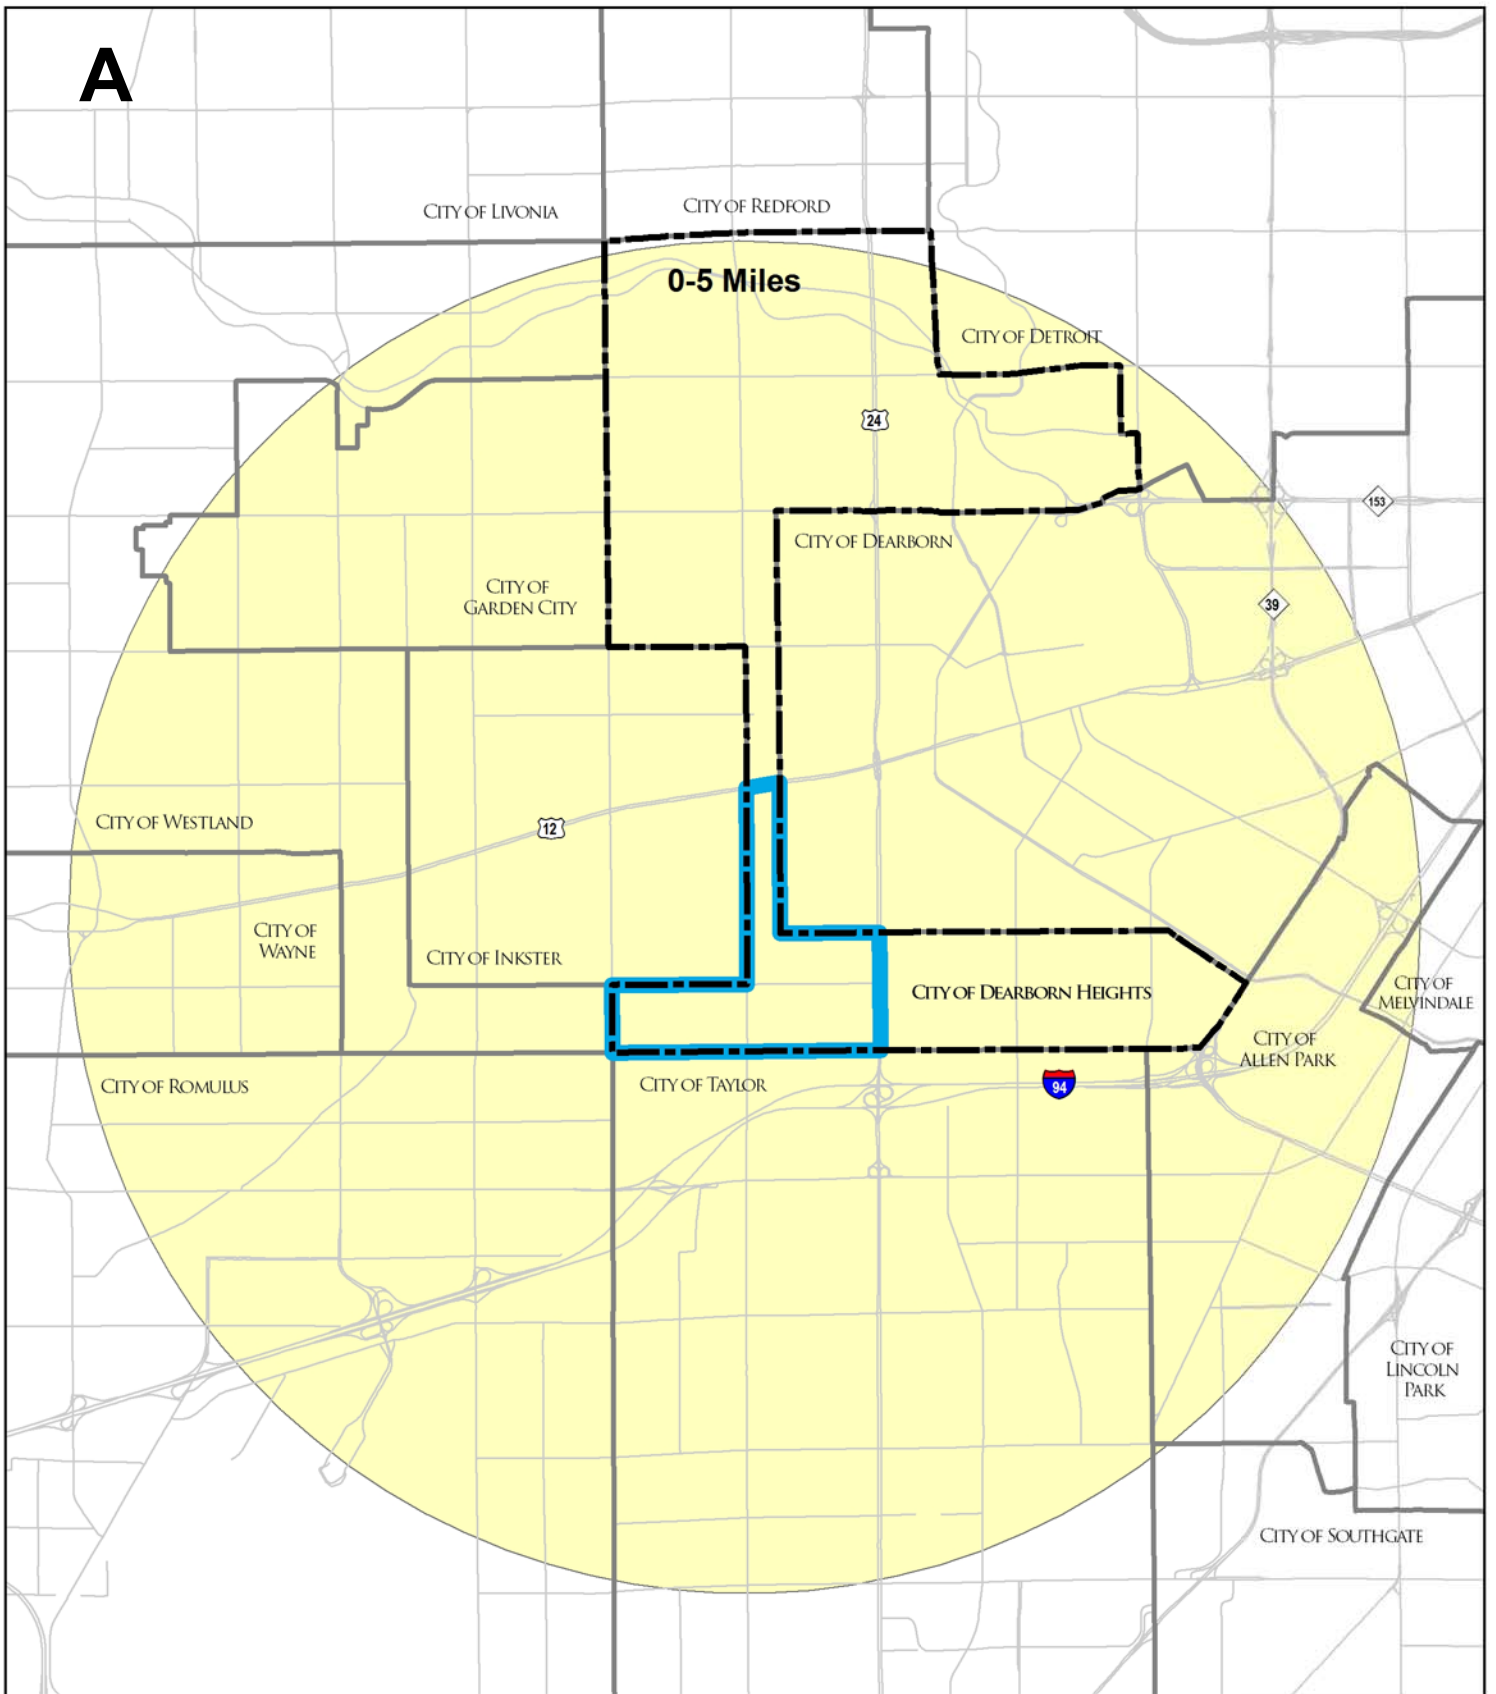 A
CITY OF LIVONIA
CITY OF REDFORD
0-5 Miles
CITY OF DETROIT
24
153
CITY OF DEARBORN
CITY OF
GARDEN CITY
39
CITY OF WESTLAND
12
CITY OF
WAYNE
CITY OF INKSTER
CITY OF DEARBORN HEIGHTS
CITY OF
MELVINDALE
CITY OF
ALLEN PARK
CITY OF ROMULUS
CITY OF TAYLOR
94
CITY OF
LINCOLN
PARK
CITY OF SOUTHGATE